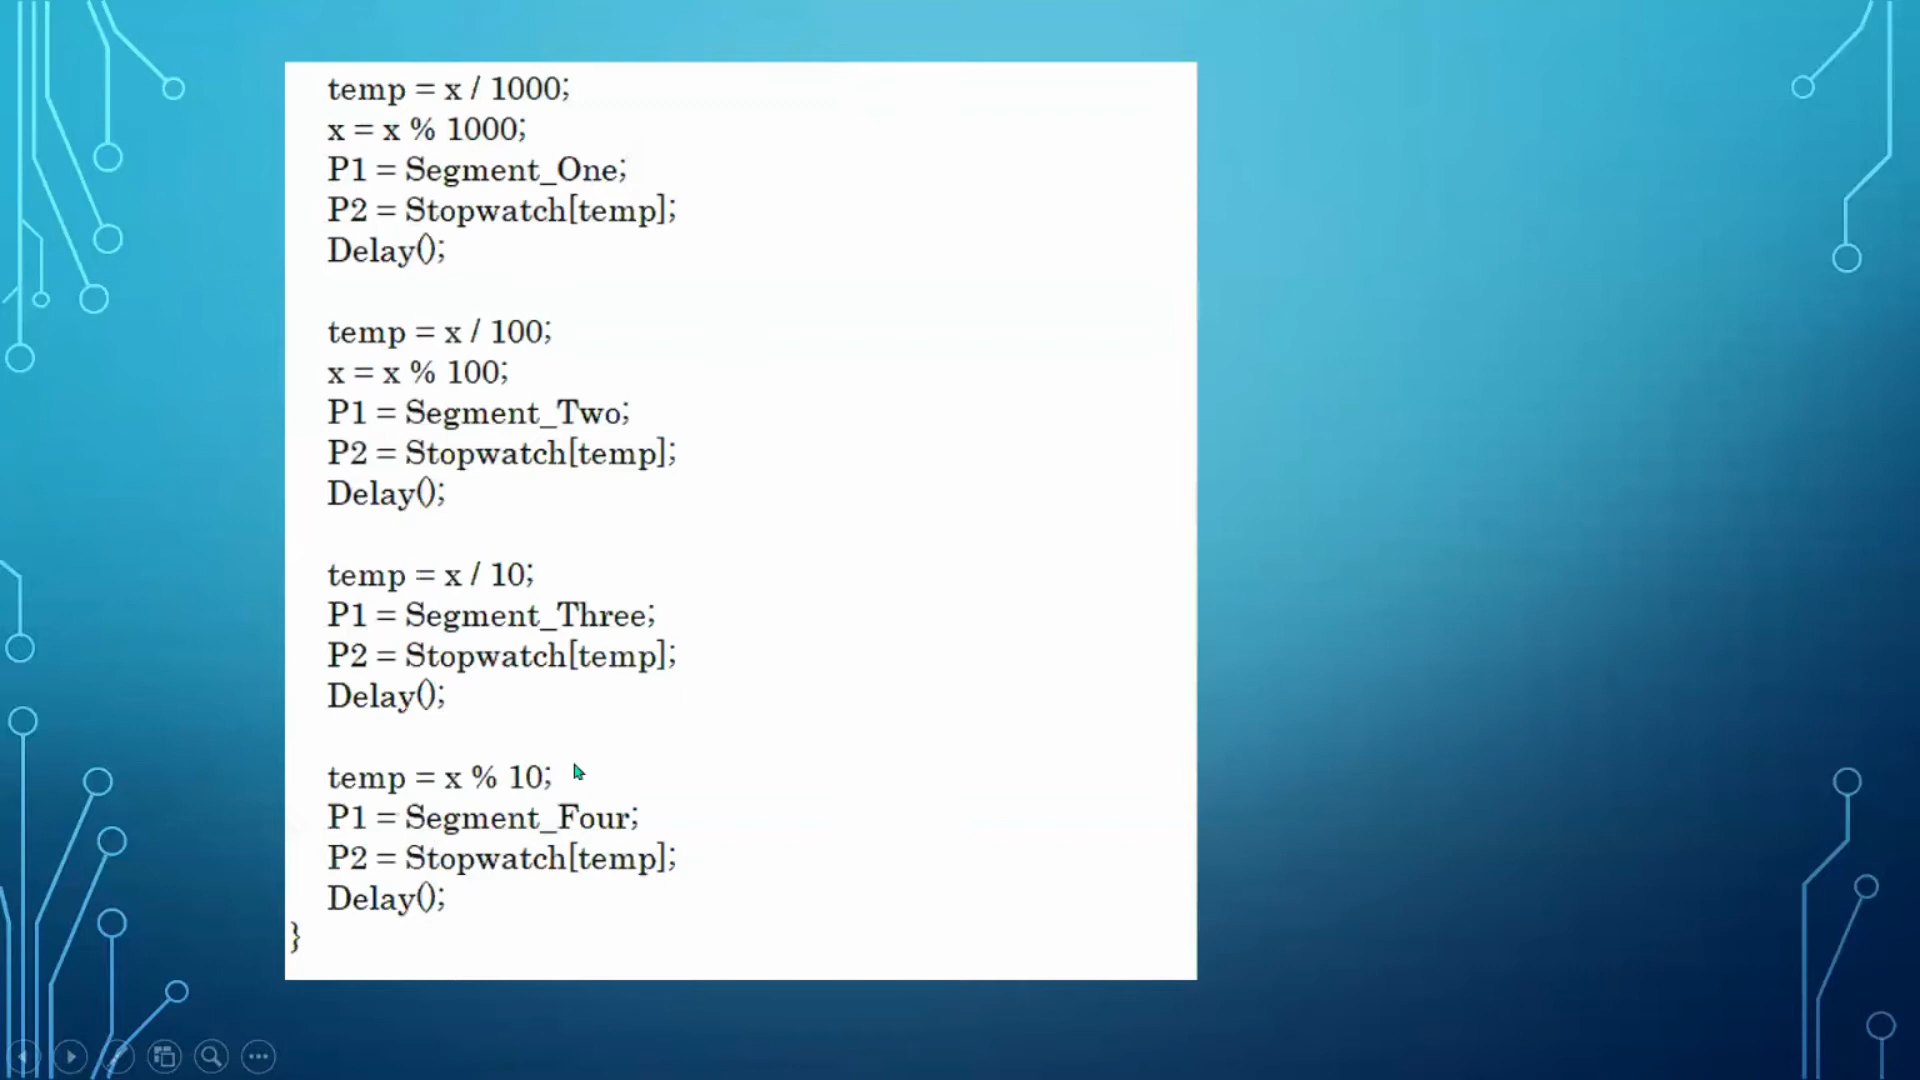 temp = x / 1000;
x = x % 1000;
P1 = Segment_One;
P2 = Stopwatch[temp];
Delay();
temp = x / 100;
x = x % 100;
P1 = Segment_Two;
P2 = Stopwatch[temp];
Delay();
temp = x / 10;
P1 = Segment_Three;
P2 = Stopwatch[temp];
Delay();
temp = x % 10;
P1 = Segment_Four;
P2 = Stopwatch[temp];
Delay();
}